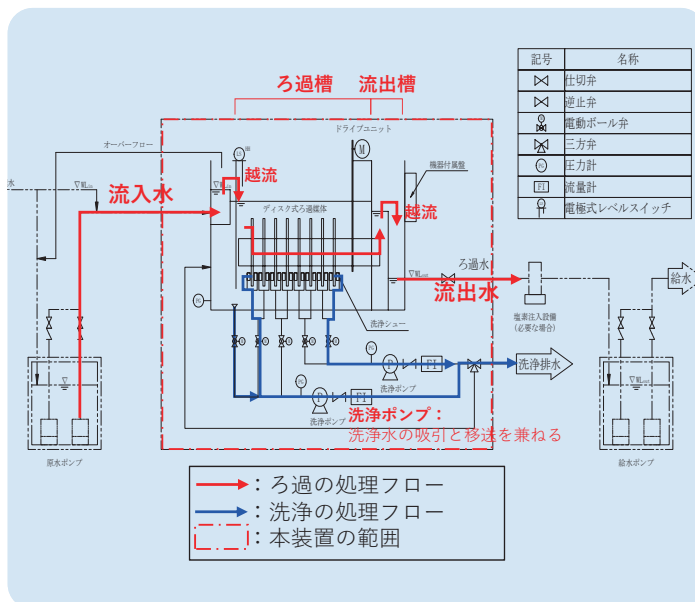 ろ過槽 流出槽
記号 名称
仕切弁
逆止弁
電動ボール弁
三方弁
PG 圧力計
FI 流量計
電極式レベルスイッチ
ドライブユニット
M
オーバーフロー
機器付属盤
越流
流入水
ディスク式ろ過媒体
越流
ろ過水
流出水
給水
塩素注入設備
(必要な場合)
洗浄シュー
PG
PG
P
FI
洗浄排水
洗浄ポンプ
PG
P
FI
洗浄ポンプ
洗浄ポンプ：
洗浄水の吸引と移送を兼ねる
原水ポンプ
給水ポンプ
：ろ過の処理フロー
：洗浄の処理フロー
：本装置の範囲